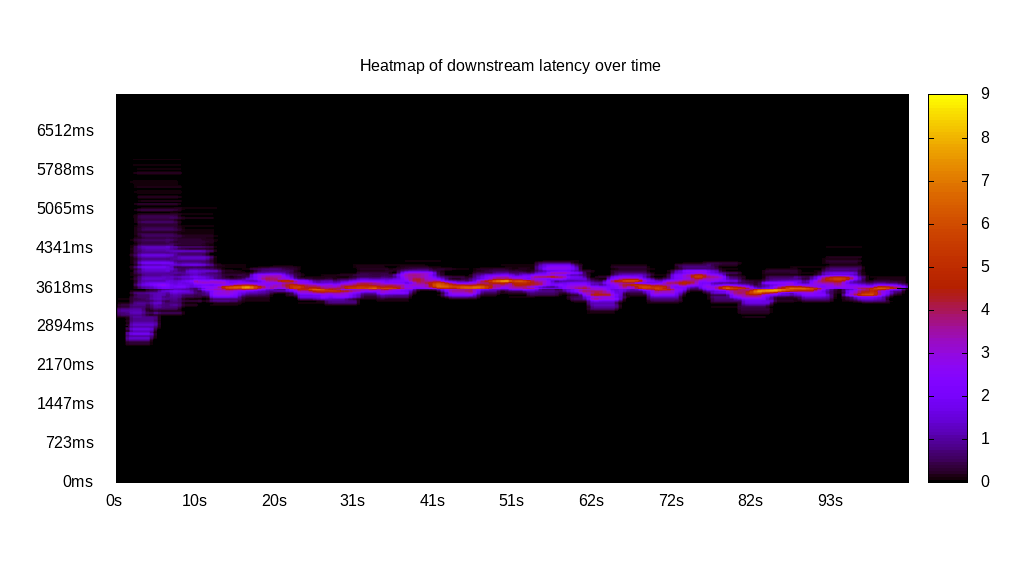 Heatmap of downstream latency over time
6512ms
5788ms
5065ms
4341ms
3618ms
2894ms
2170ms
1447ms
723ms
0ms
0s 10s 20s 31s 41s 51s 62s 72s 82s 93s
9
8
7
6
5
4
3
2
1
0